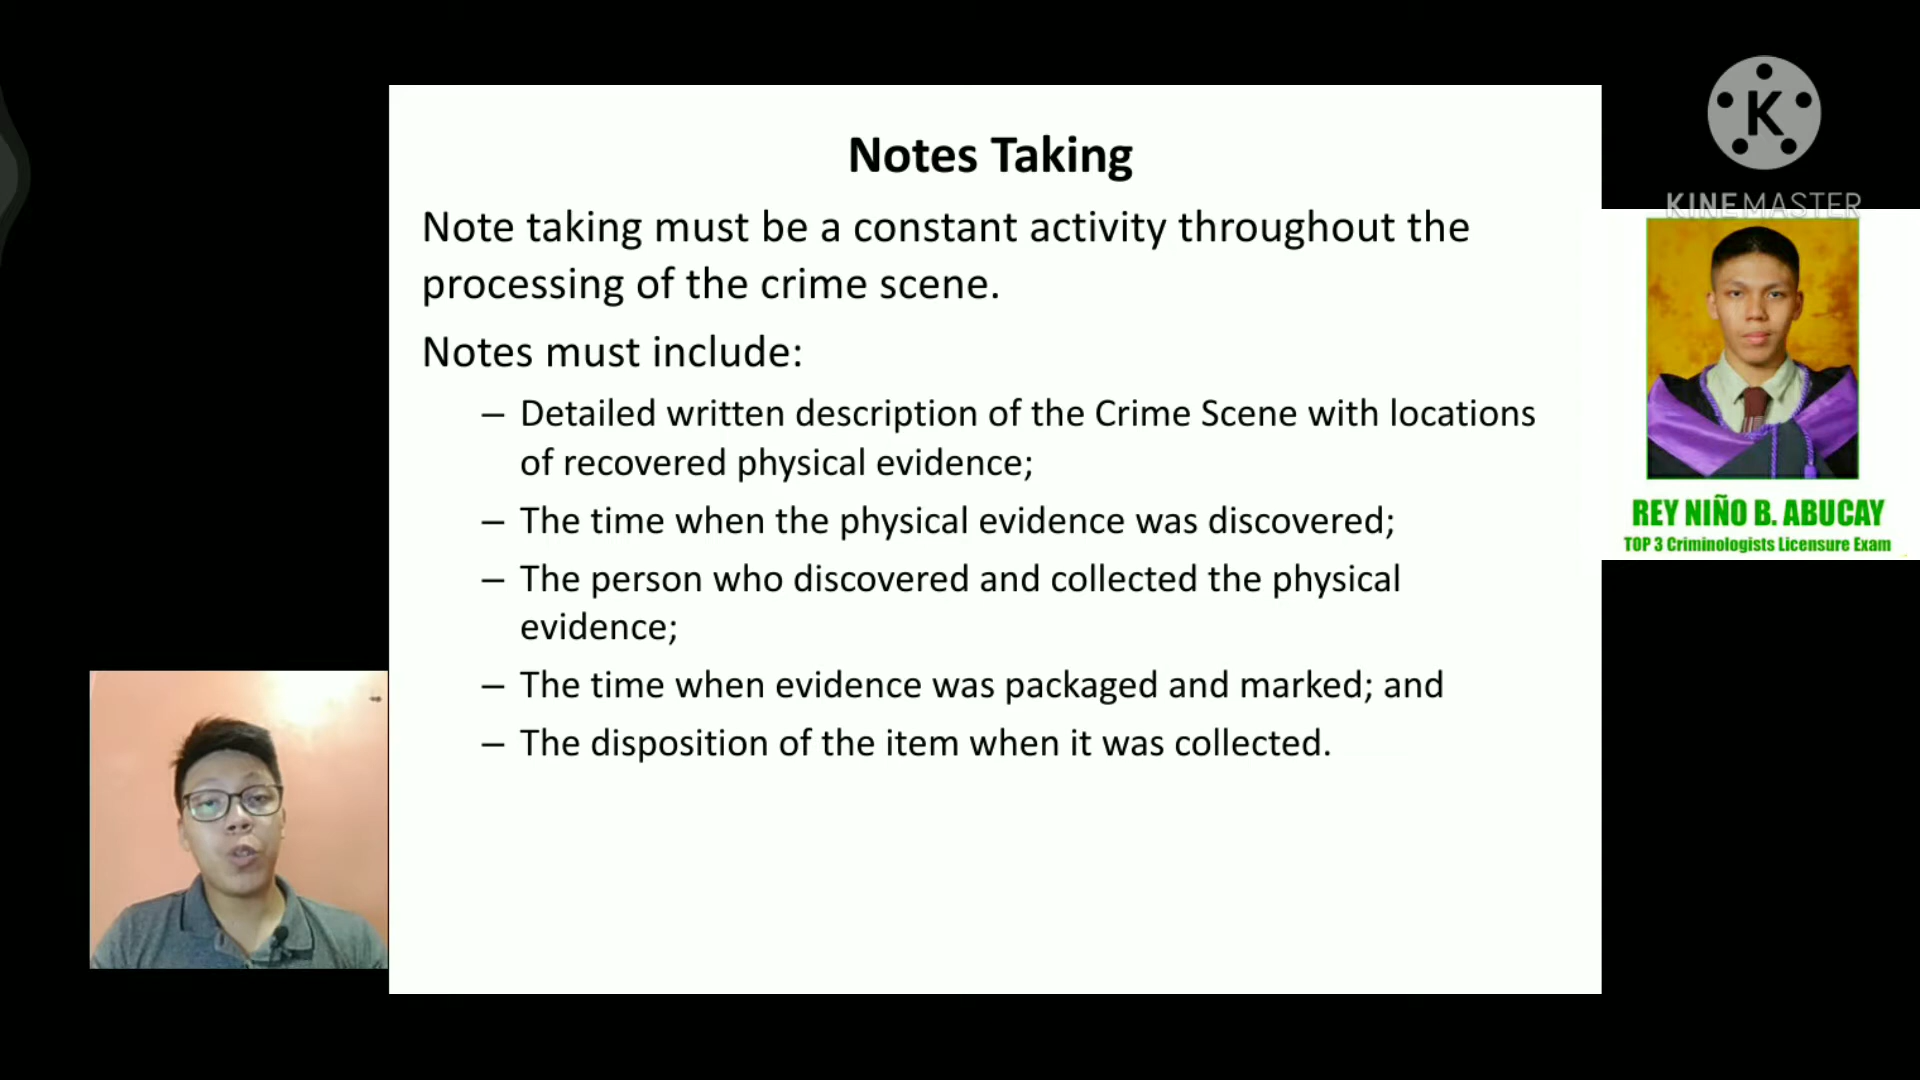 Notes Taking
Note taking must be a constant activity throughout the
processing of the crime scene.
Notes must include:
– Detailed written description of the Crime Scene with locations
of recovered physical evidence;
– The time when the physical evidence was discovered;
– The person who discovered and collected the physical
evidence;
– The time when evidence was packaged and marked; and
– The disposition of the item when it was collected.
K
KINEMASTER
REY NIÑO B. ABUCAY
TOP 3 Criminologists Licensure Exam